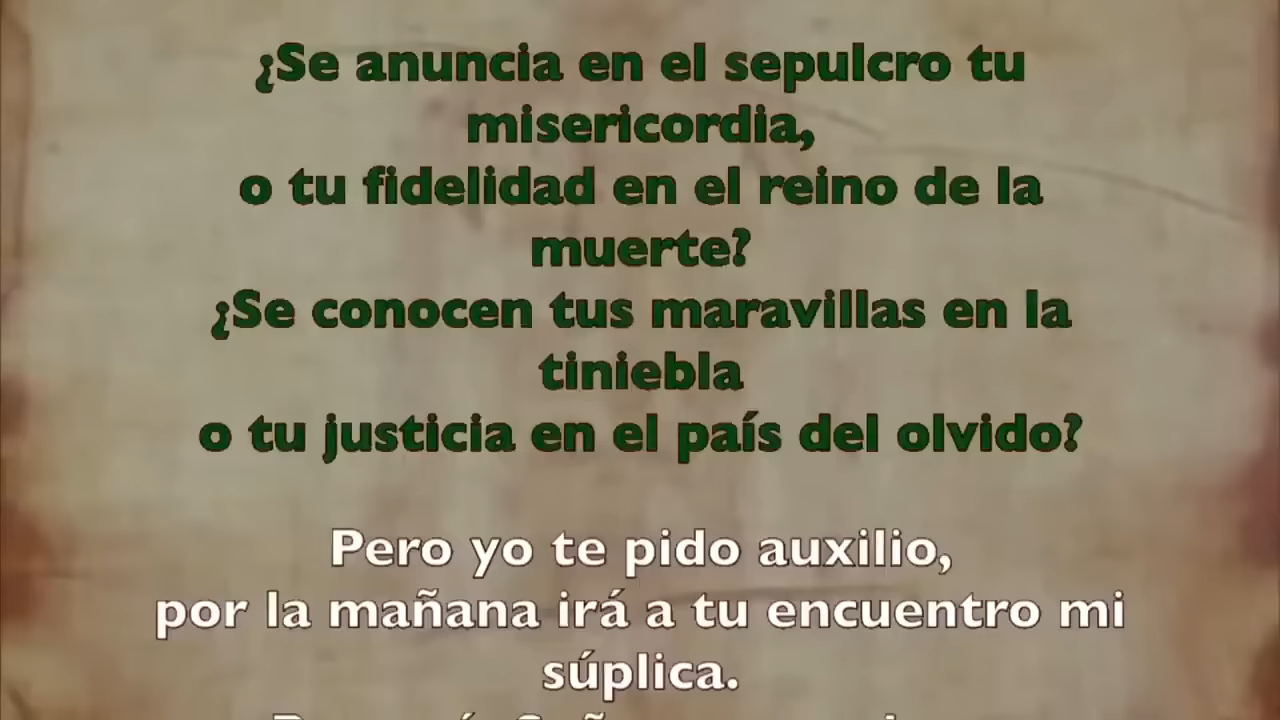 ¿Se anuncia en el sepulcro tu
misericordia,
o tu fidelidad en el reino de la
muerte?
¿Se conocen tus maravillas en la
tiniebla
o tu justicia en el país del olvido?
Pero yo te pido auxilio,
por la mañana irá a tu encuentro mi
súplica.